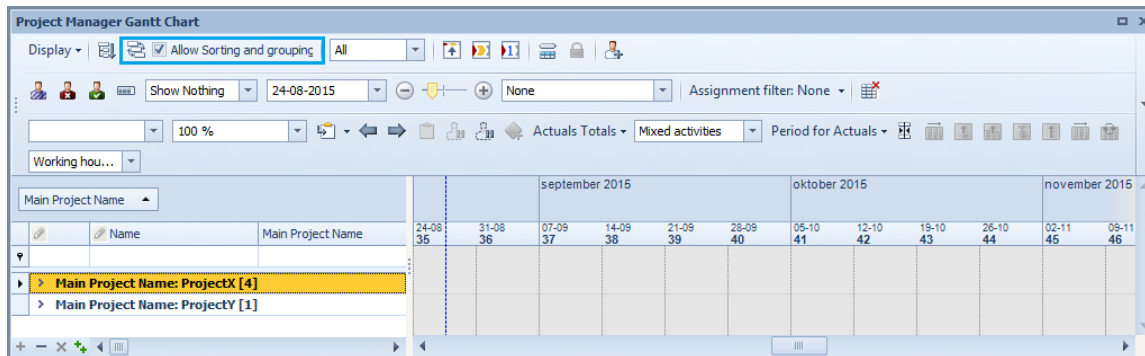 Project Manager Gantt Chart
Display Allow Sorting and grouping All
Show Nothing 24-08-2015 None Assignment filter: None
100 % Actuals Totals Mixed activities Period for Actuals
Working hou...
Main Project Name
september 2015 oktober 2015 november 2015
Name Main Project Name
24-08 31-08 07-09 14-09 21-09 28-09 05-10 12-10 19-10 26-10 02-11 09-11
35 36 37 38 39 40 41 42 43 44 45 46
Main Project Name: ProjectX [4]
Main Project Name: ProjectY [1]